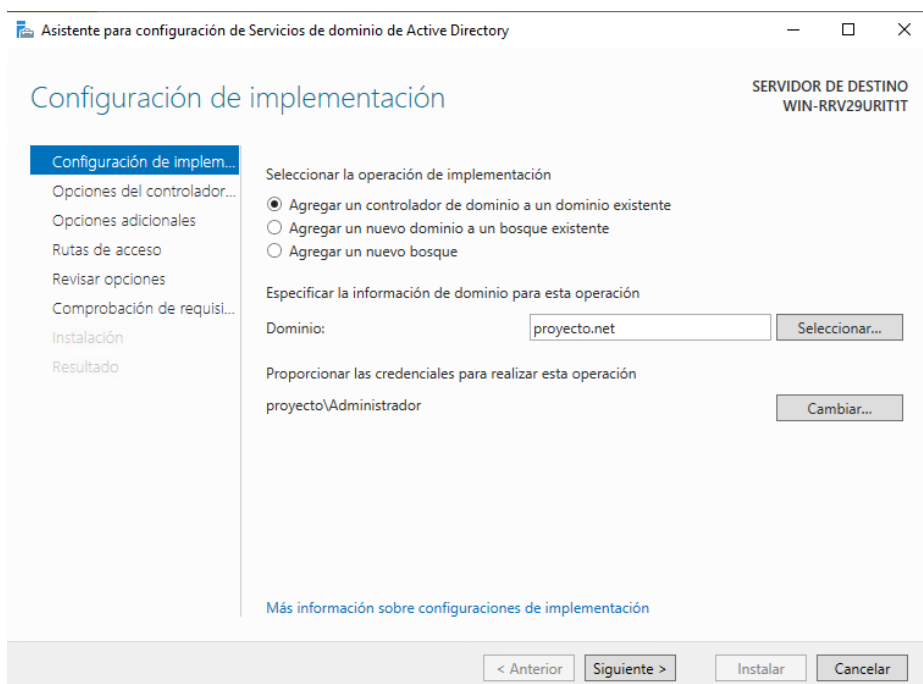 Asistente para configuración de Servicios de dominio de Active Directory
Configuración de implementación
SERVIDOR DE DESTINO
WIN-RRV29URIT1T
Configuración de implem...
Opciones del controlador...
Opciones adicionales
Rutas de acceso
Revisar opciones
Comprobación de requisi...
Instalación
Resultado
Seleccionar la operación de implementación
Agregar un controlador de dominio a un dominio existente
Agregar un nuevo dominio a un bosque existente
Agregar un nuevo bosque
Especificar la información de dominio para esta operación
Dominio: proyecto.net Seleccionar...
Proporcionar las credenciales para realizar esta operación
proyecto\Administrador Cambiar...
Más información sobre configuraciones de implementación
< Anterior Siguiente > Instalar Cancelar